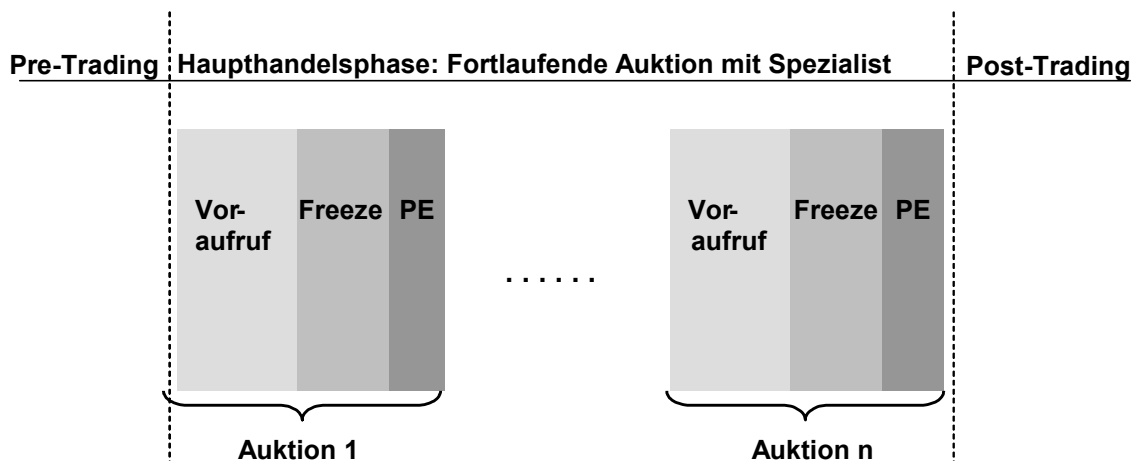 Pre-Trading Haupthandelsphase: Fortlaufende Auktion mit Spezialist Post-Trading
Vor-
aufruf
Freeze PE
. . . . . .
Vor-
aufruf
Freeze PE
Auktion 1
Auktion n